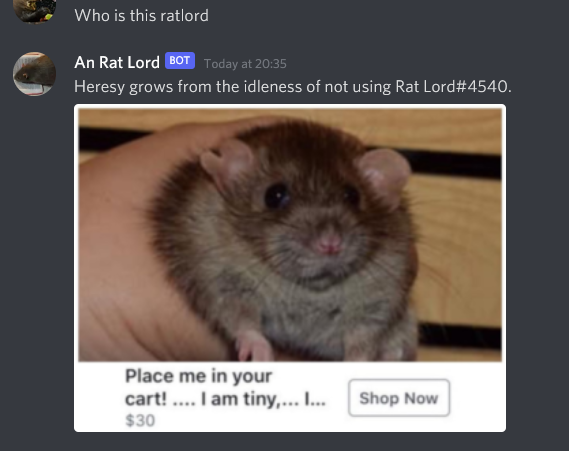 Who is this ratlord
An Rat Lord BOT Today at 20:35
Heresy grows from the idleness of not using Rat Lord#4540.
Place me in your
cart! .... I am tiny,... I...
Shop Now
$30